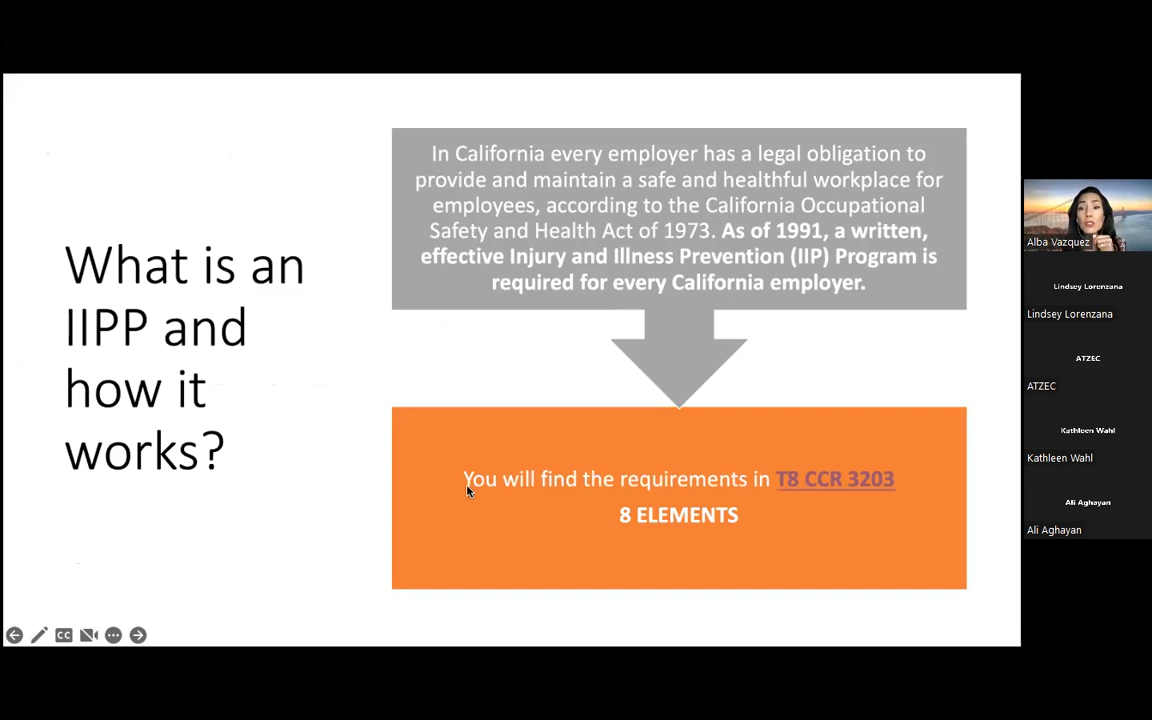 What is an
IIPP and
how it
works?
In California every employer has a legal obligation to
provide and maintain a safe and healthful workplace for
employees, according to the California Occupational
Safety and Health Act of 1973. As of 1991, a written,
effective Injury and Illness Prevention (IIP) Program is
required for every California employer.
You will find the requirements in T8 CCR 3203
8 ELEMENTS
CC
Alba Vazquez
Lindsey Lorenzana
Lindsey Lorenzana
ATZEC
ATZEC
Kathleen Wahl
Kathleen Wahl
Ali Aghayan
Ali Aghayan